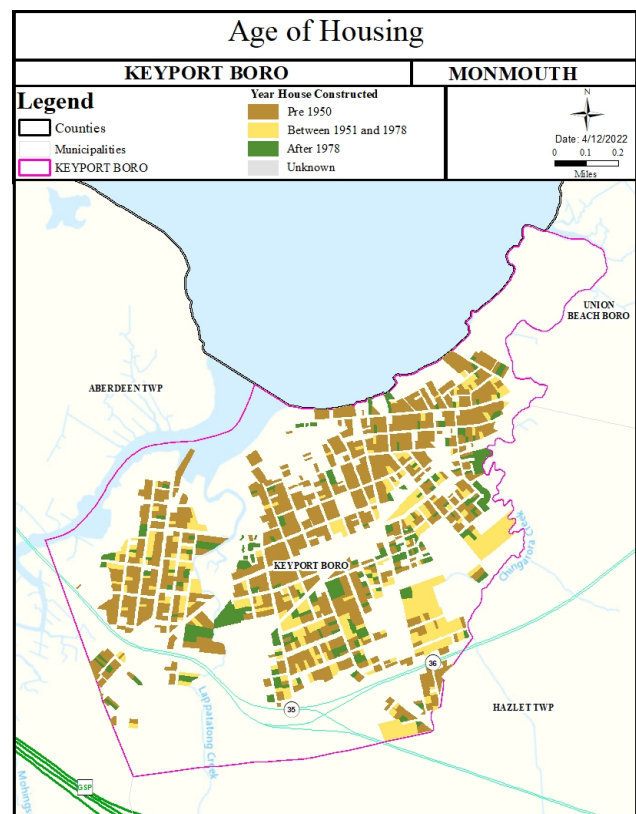 Age of Housing
KEYPORT BORO
MONMOUTH
Legend
Counties
Municipalities
KEYPORT BORO
Year House Constructed
Pre 1950
Between 1951 and 1978
After 1978
Unknown
N
Date: 4/12/2022
0 0.1 0.2
Miles
UNION
BEACH BORO
ABERDEEN TWP
KEYPORT BORO
Chingarora Creek
36
HAZLET TWP
35
Lappatatong Creek
GSP